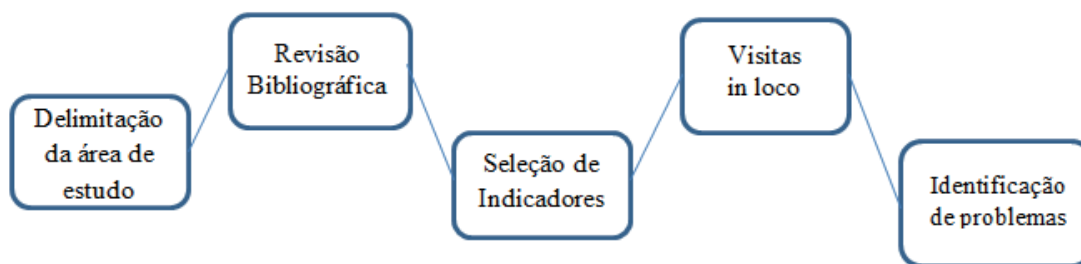 Delimitação
da área de
estudo
Revisão
Bibliográfica
Seleção de
Indicadores
Visitas
in loco
Identificação
de problemas